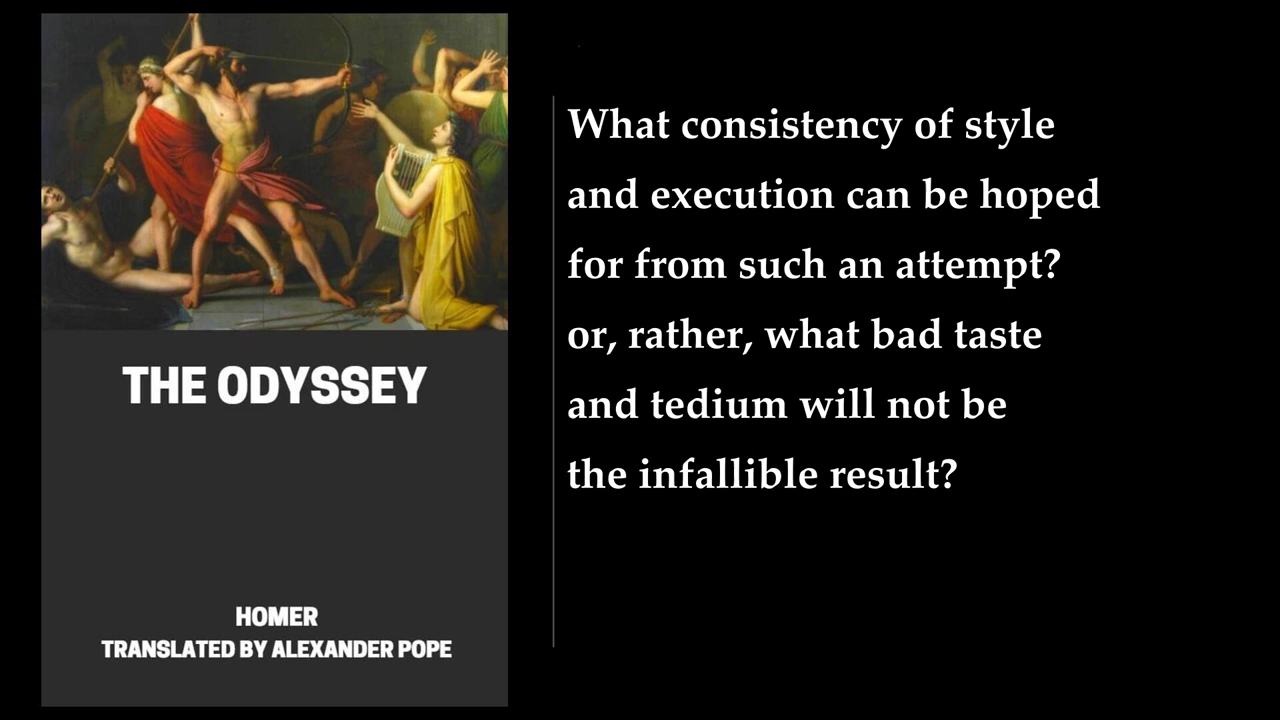 THE ODYSSEY
HOMER
TRANSLATED BY ALEXANDER POPE
What consistency of style
and execution can be hoped
for from such an attempt?
or, rather, what bad taste
and tedium will not be
the infallible result?